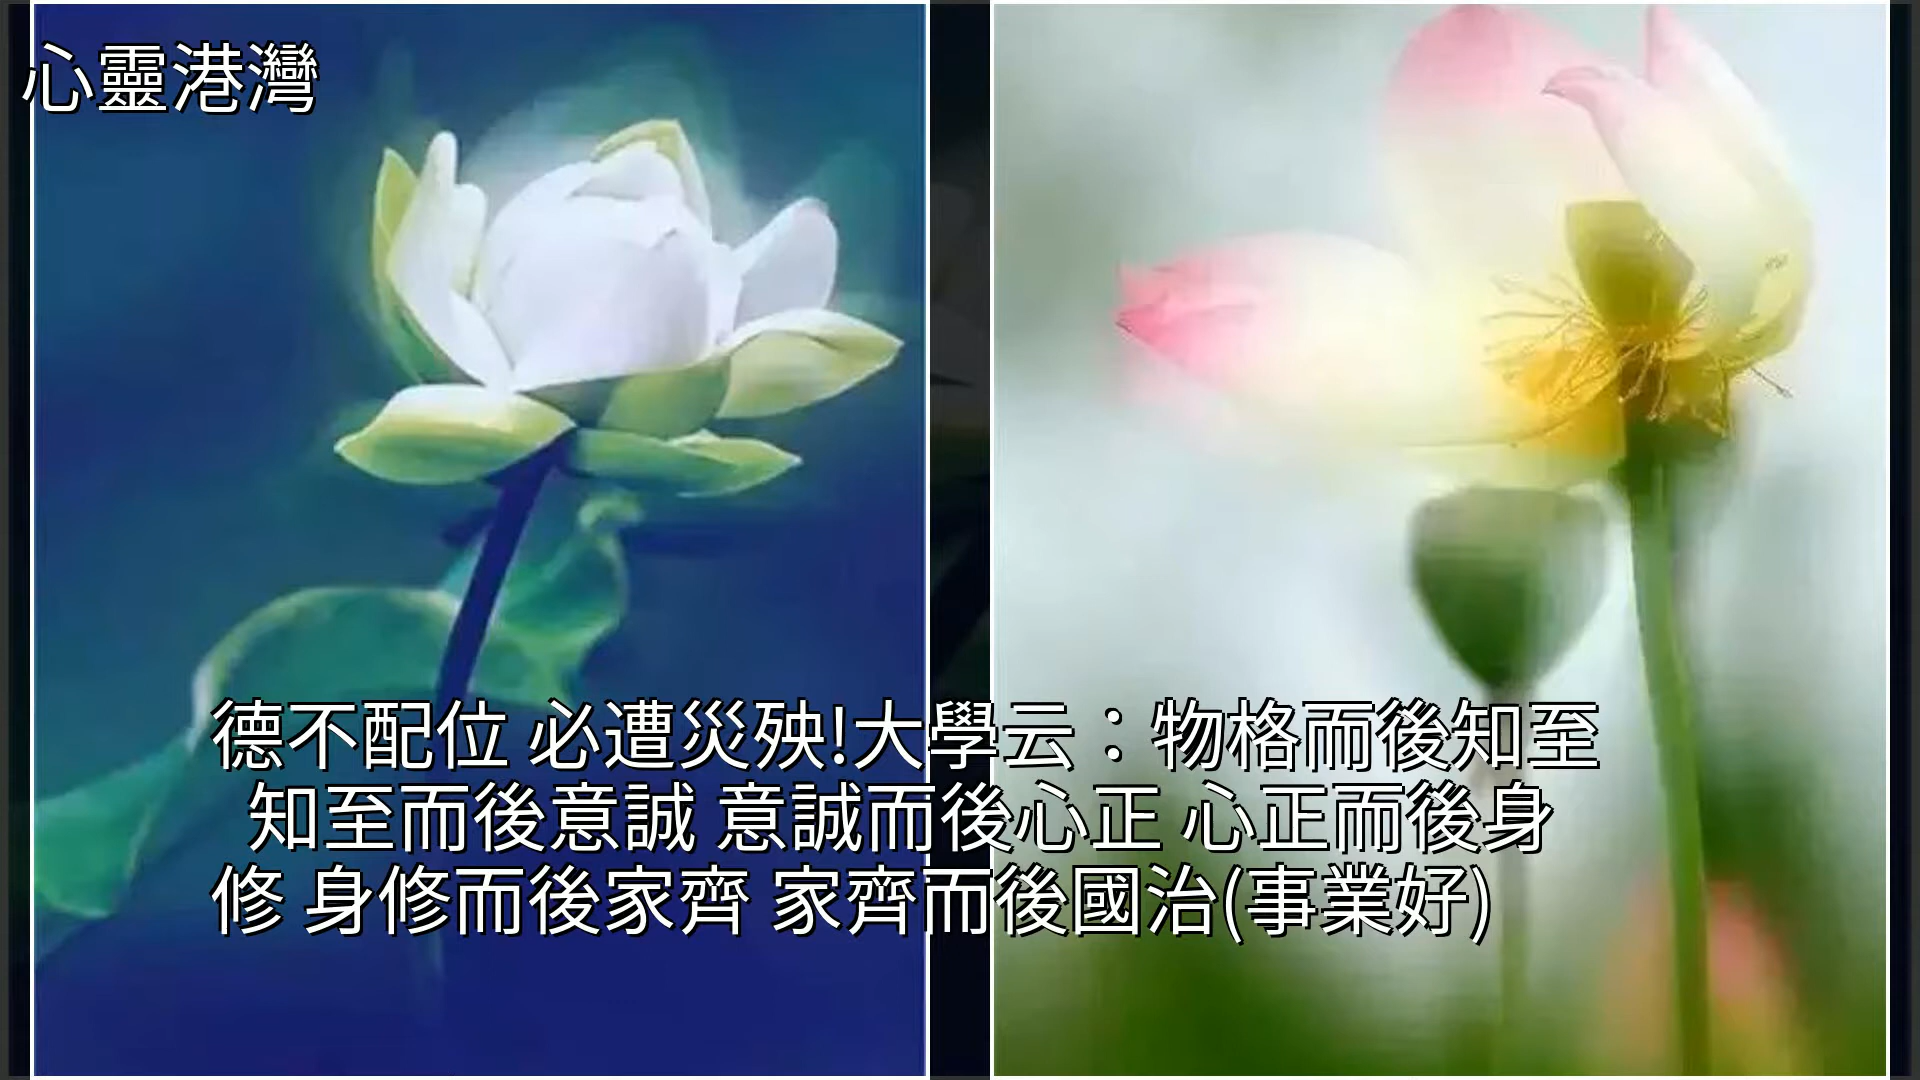 心靈港灣
德不配位 必遭災殃!大學云：物格而後知至
知至而後意誠 意誠而後心正 心正而後身
修 身修而後家齊 家齊而後國治(事業好)